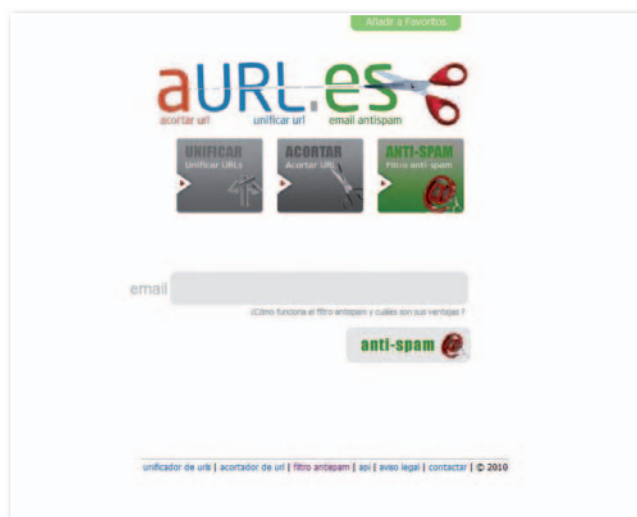 Añadir a Favoritos
aURL.es
acortar url unificar url email antispam
UNIFICAR ACORTAR ANTI-SPAM
Unificar URLs Acortar URL Filtro anti-spam
email
¿Cómo funciona el filtro antispam y cuáles son sus ventajas ?
anti-spam
unificador de urls | acortador de url | filtro antispam | api | aviso legal | contactar | © 2010